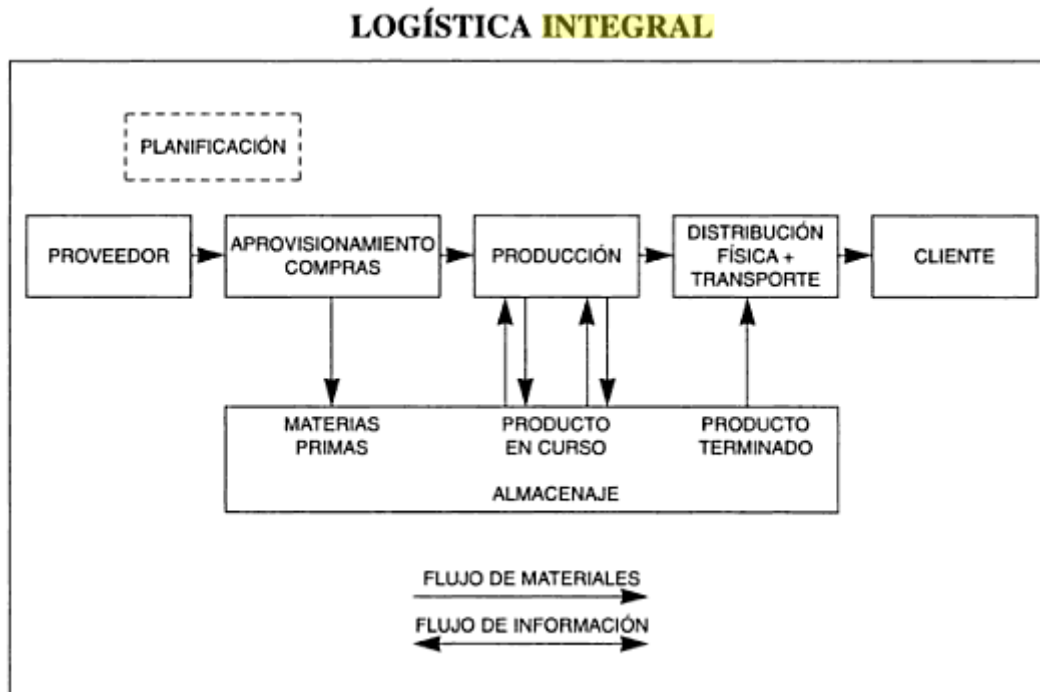 LOGÍSTICA INTEGRAL
PLANIFICACIÓN
PROVEEDOR
APROVISIONAMIENTO
COMPRAS
PRODUCCIÓN
DISTRIBUCIÓN
FÍSICA +
TRANSPORTE
CLIENTE
MATERIAS
PRIMAS
PRODUCTO
EN CURSO
PRODUCTO
TERMINADO
ALMACENAJE
FLUJO DE MATERIALES
FLUJO DE INFORMACIÓN